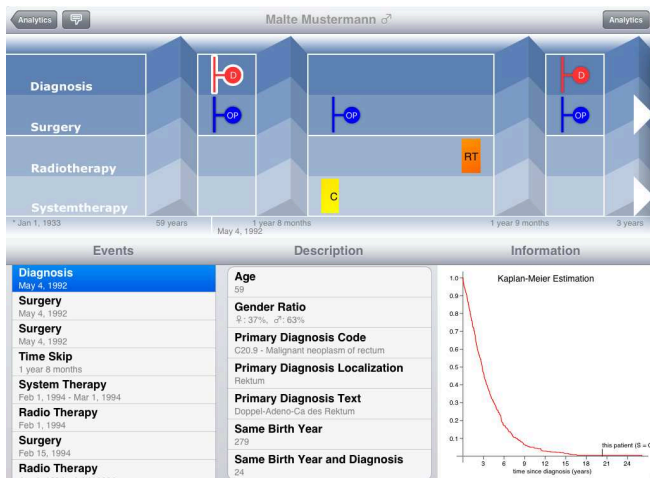 Analytics
Malte Mustermann ♂
Analytics
Diagnosis
D
D
Surgery
OP
OP
OP
Radiotherapy
RT
Systemtherapy
C
* Jan 1, 1933
59 years
May 4, 1992
1 year 8 months
1 year 9 months
3 years
Events
Description
Information
Diagnosis
May 4, 1992
Surgery
May 4, 1992
Surgery
May 4, 1992
Time Skip
1 year 8 months
System Therapy
Feb 1, 1994 - Mar 1, 1994
Radio Therapy
Feb 1, 1994
Surgery
Feb 15, 1994
Radio Therapy
Age
59
Gender Ratio
♀: 37%, ♂: 63%
Primary Diagnosis Code
C20.9 - Malignant neoplasm of rectum
Primary Diagnosis Localization
Rektum
Primary Diagnosis Text
Doppel-Adeno-Ca des Rektum
Same Birth Year
279
Same Birth Year and Diagnosis
24
Kaplan-Meier Estimation
1.0
0.9
0.8
0.7
0.6
0.5
0.4
0.3
0.2
0.1
this patient (S = 
3 6 9 12 15 18 21 24
time since diagnosis (years)